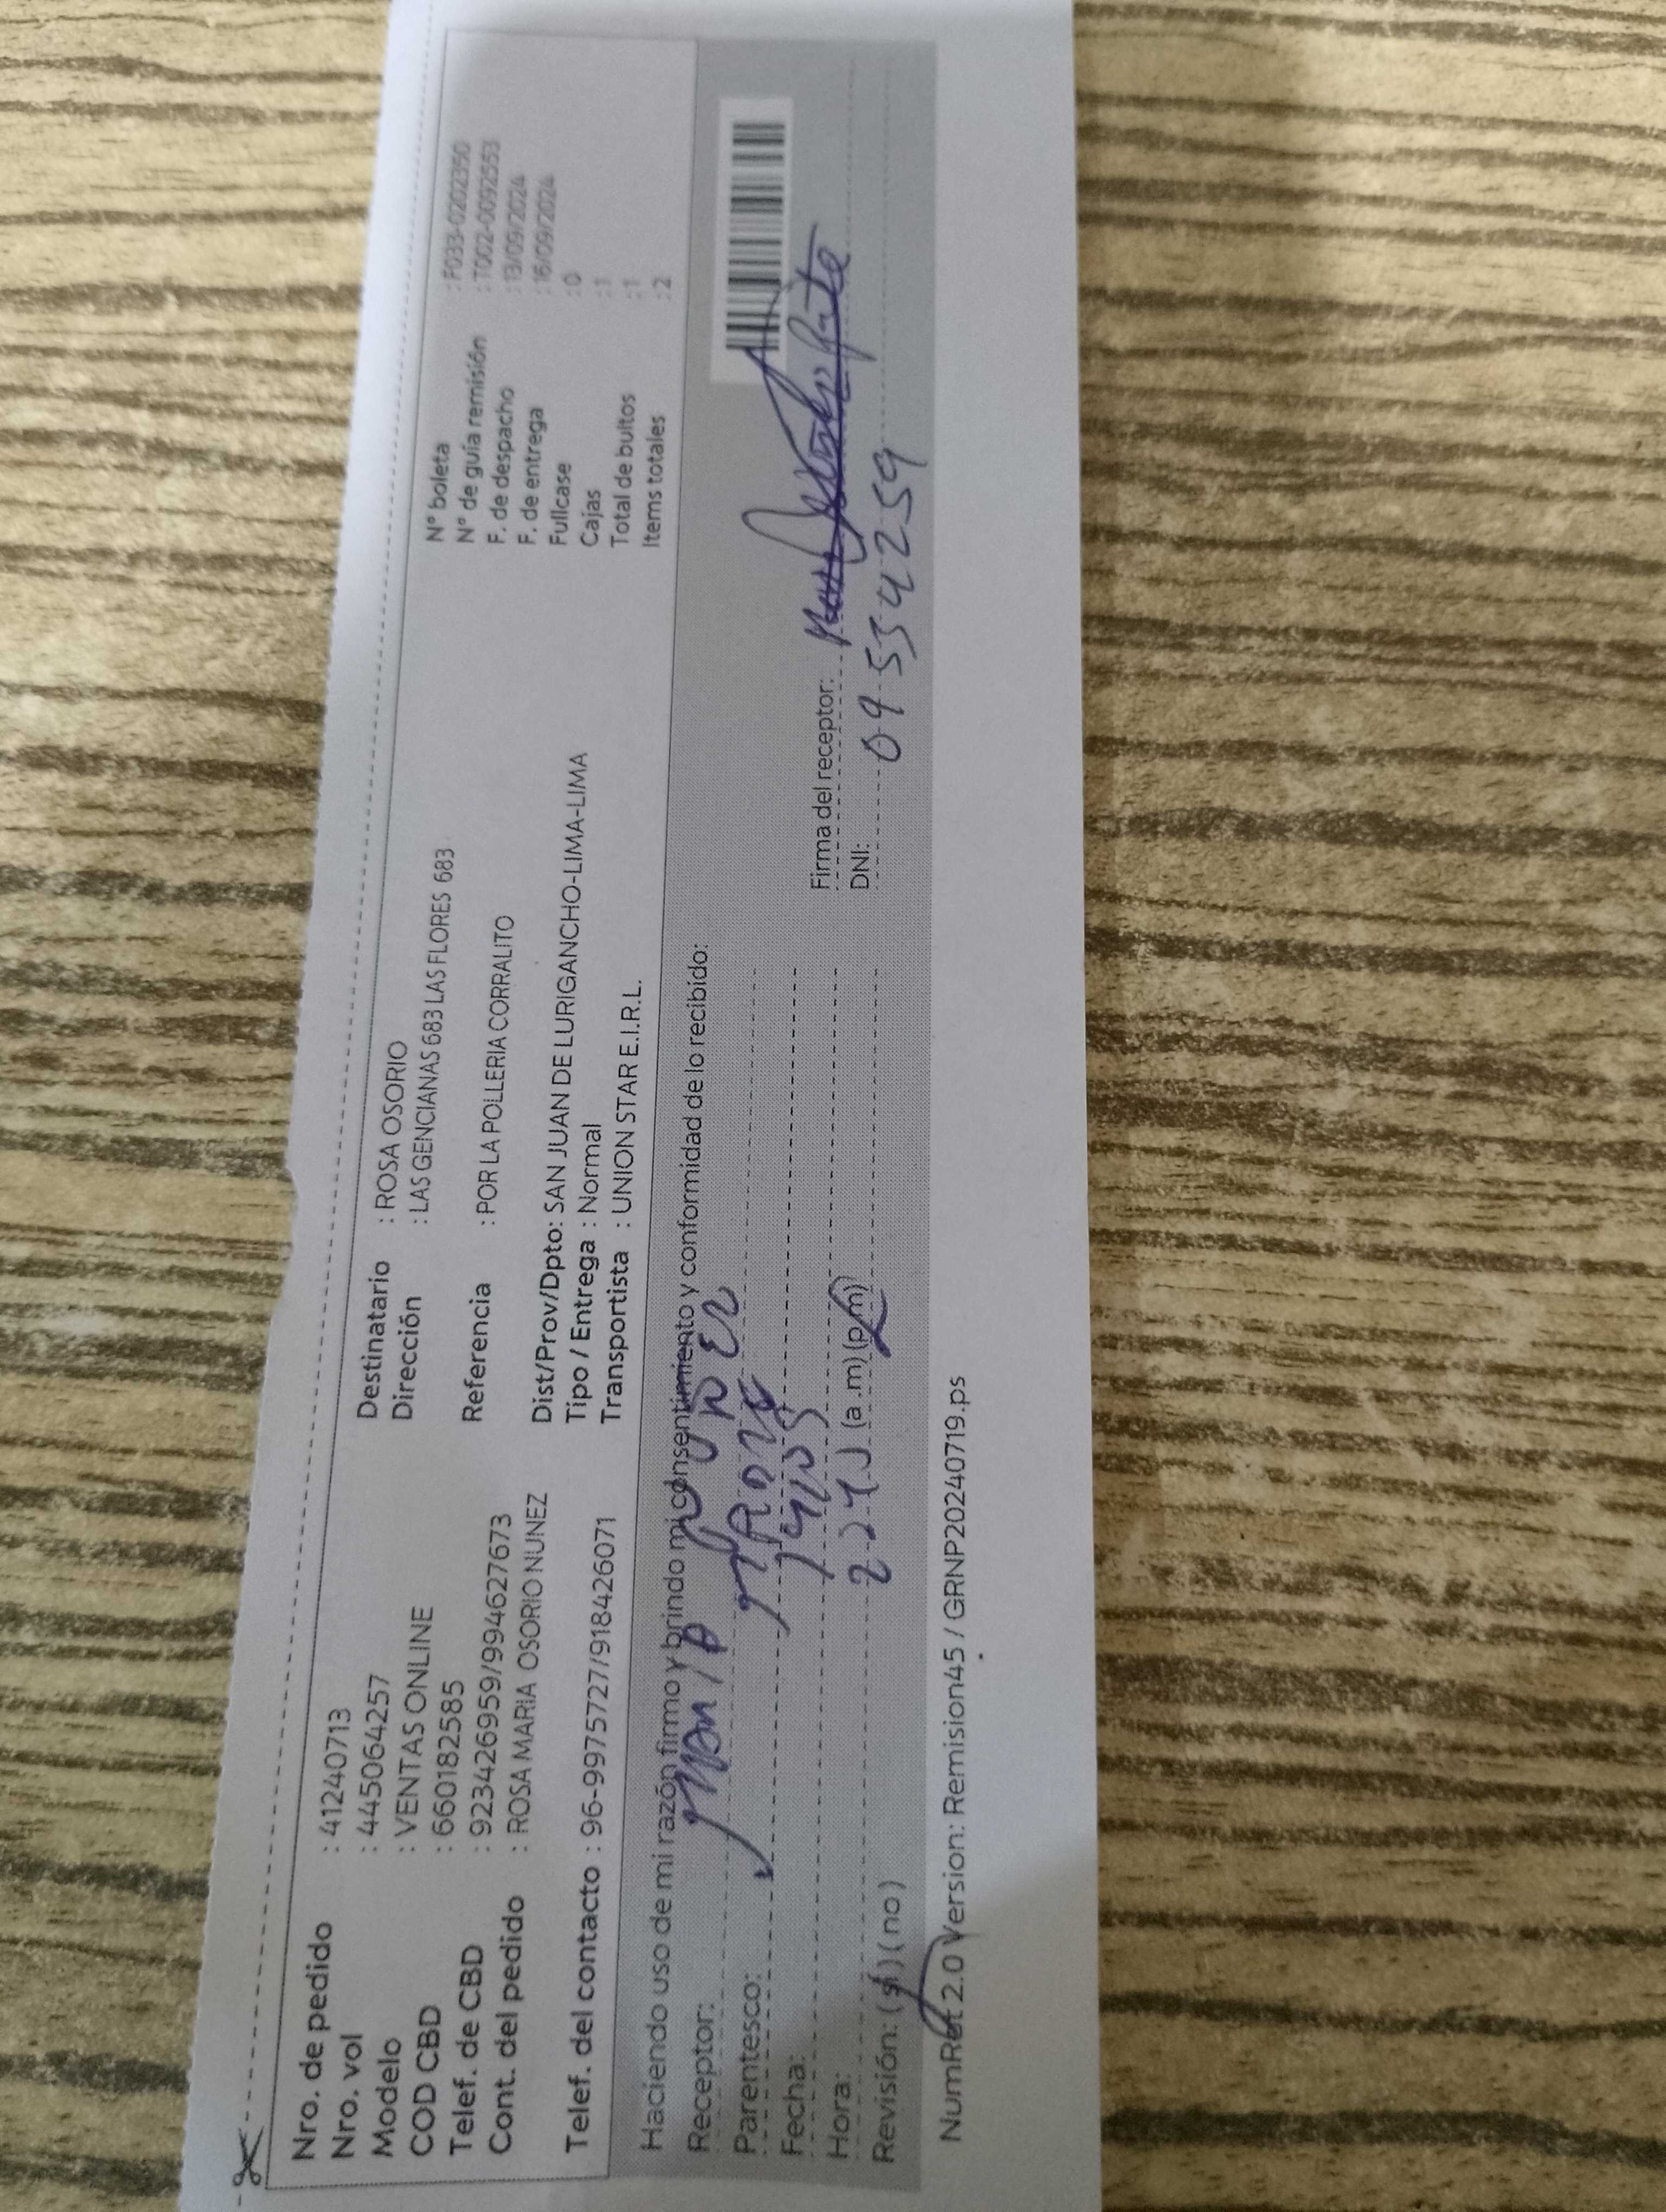 Nro. de pedido : 41240713
Nro. vol : 4450642 57
Modelo : VENTAS ONLINE
COD CBD : 660182585
Telef. de CBD : 923426959/994627673
Cont. del pedido : ROSA MARIA OSORIO NUNEZ
Telef. del contacto : 96-9975727/918426071
Destinatario : ROSA OSORIO
Dirección : LAS GENCIANAS 683 LAS FLORES 683
Referencia : POR LA POLLERIA CORRALITO
Dist/Prov/Dpto: SAN JUAN DE LURIGANCHO-LIMA-LIMA
Tipo / Entrega : Normal
Transportista : UNION STAR E.I.R.L.
N° boleta : F033-0202350
N° de guía remisión : T002-0092553
F. de despacho : 13/09/2024
F. de entrega : 16/09/2024
Fullcase : 0
Cajas : 1
Total de bultos : 1
Items totales : 2
Haciendo uso de mi razón firmo y brindo mi consentimiento y conformidad de lo recibido:
Receptor:
Parentesco:
Fecha:
Hora: (a .m) (p.m)
Revisión: (si) (no)
Firma del receptor:
DNI: 09554259
NumRut 2.0 Version: Remision45 / GRNP20240719.ps